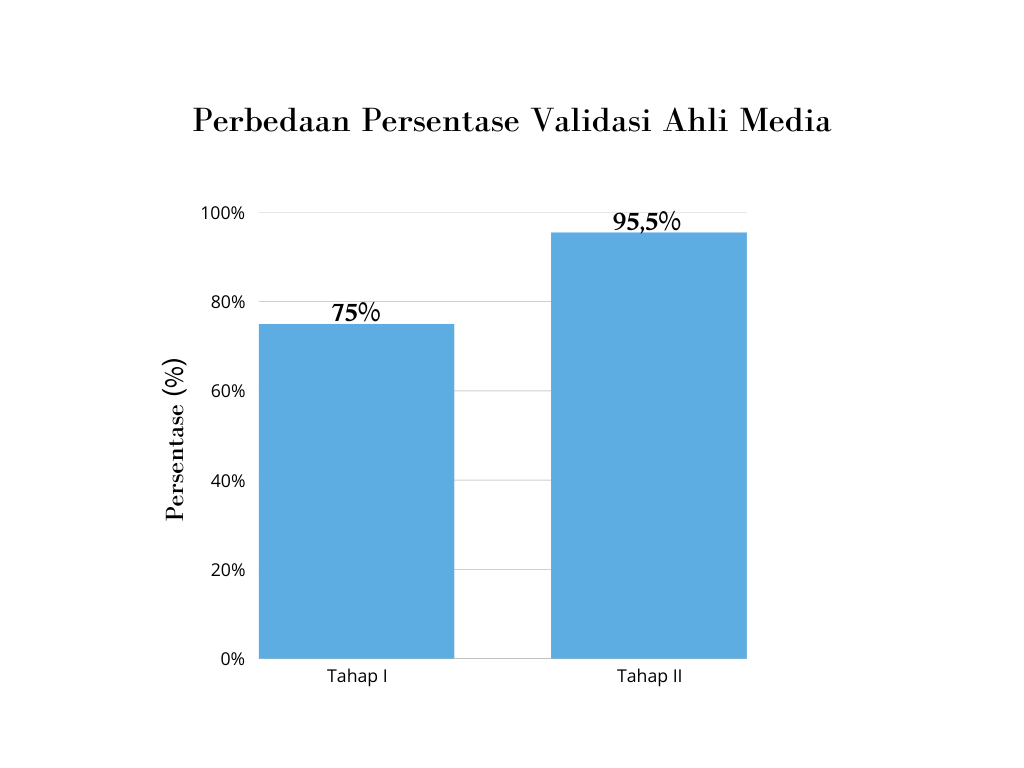 Perbedaan Persentase Validasi Ahli Media
Persentase (%)
100%
80%
60%
40%
20%
0%
75%
95,5%
Tahap I
Tahap II